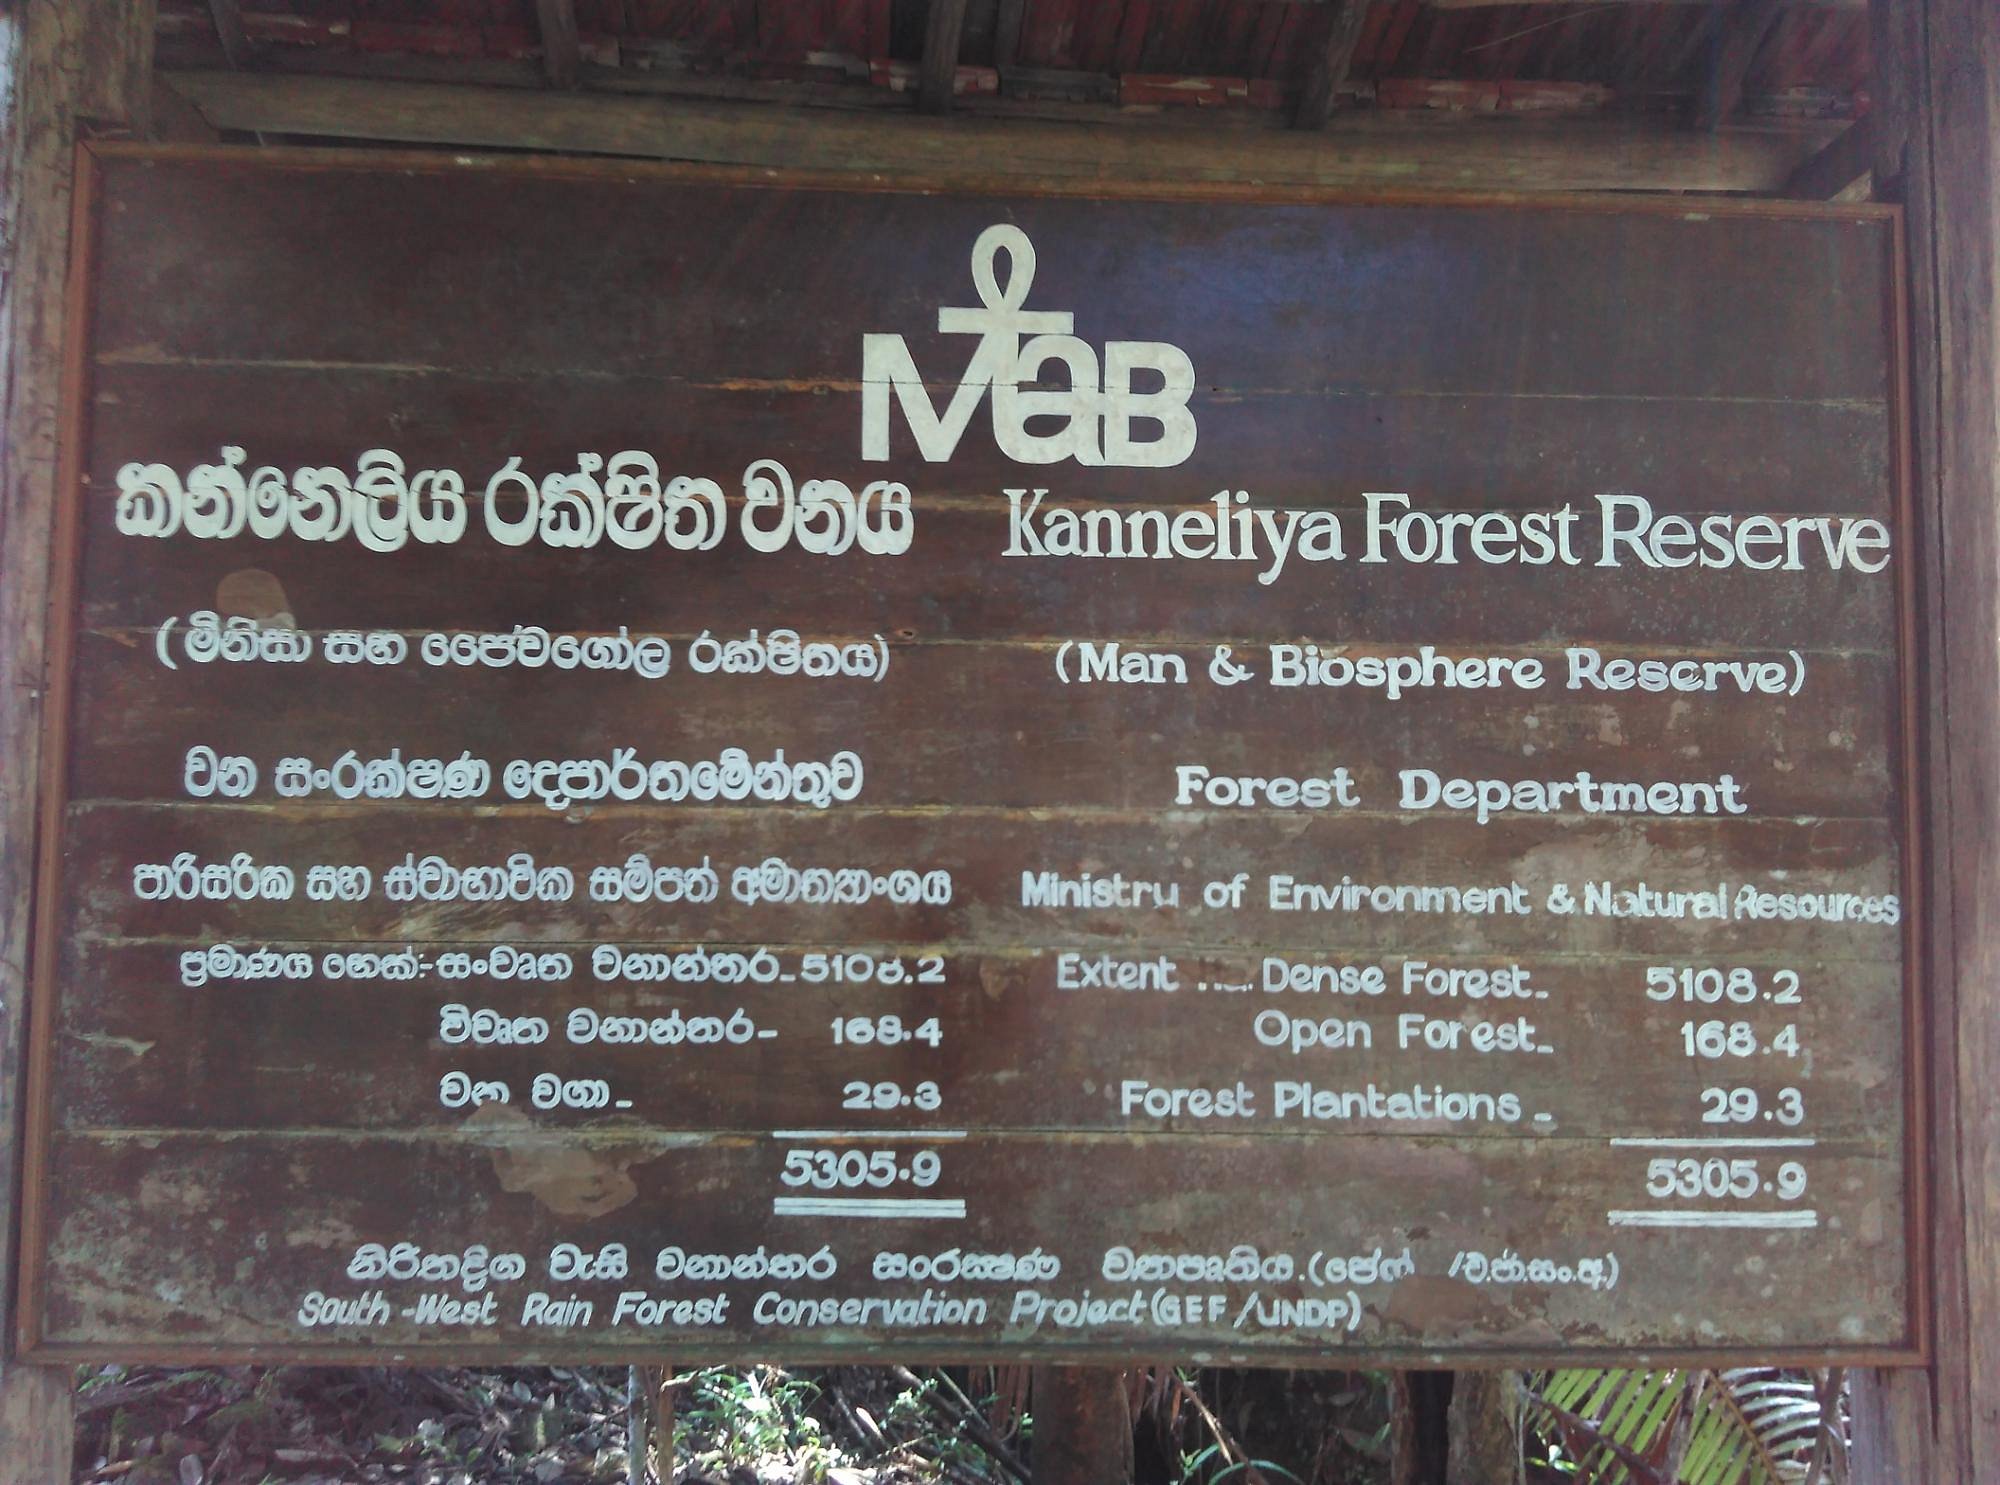 MaB
කන්නෙලිය රක්ෂිත වනය
Kanneliya Forest Reserve
(මිනිසා සහ ජෛවගෝල රක්ෂිතය)
(Man & Biosphere Reserve)
වන සංරක්ෂණ දෙපාර්තමේන්තුව
Forest Department
පාරිසරික සහ ස්වාභාවික සම්පත් අමාත්‍යාංශය
Ministry of Environment & Natural Resources
ප්‍රමාණය හෙක්:-සංවෘත වනාන්තර-5108.2
Extent Dense Forest- 5108.2
විවෘත වනාන්තර- 168.4
Open Forest- 168.4
වන වගා- 29.3
Forest Plantations- 29.3
5305.9
5305.9
නිරිතදිග වැසි වනාන්තර සංරක්ෂණ ව්‍යාපෘතිය.(ජේෆ් /එ.ජා.සං.අ.)
South-West Rain Forest Conservation Project(GEF/UNDP)